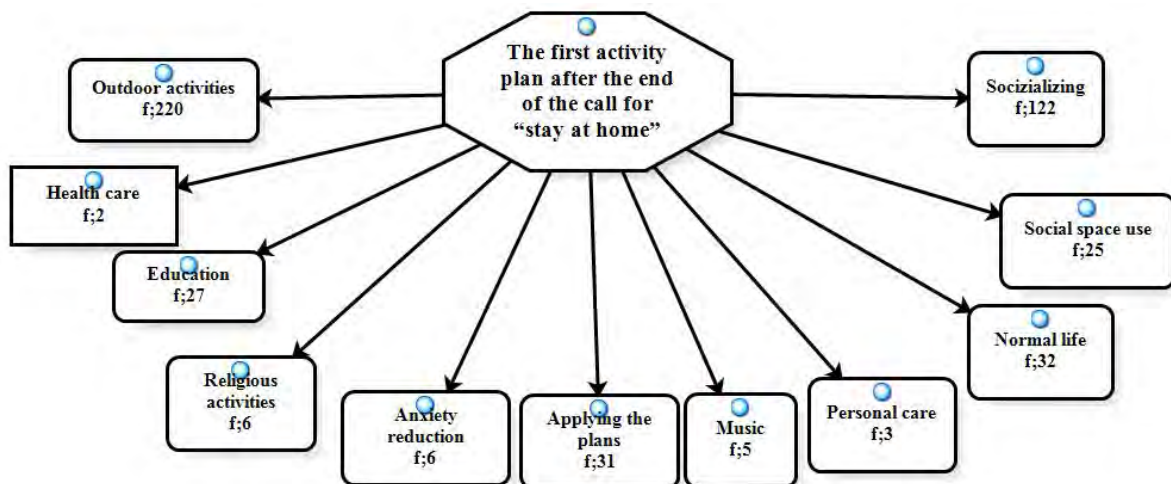 The first activity
plan after the end
of the call for
“stay at home”
Outdoor activities
f;220
Health care
f;2
Education
f;27
Religious
activities
f;6
Anxiety
reduction
f;6
Applying the
plans
f;31
Music
f;5
Personal care
f;3
Normal life
f;32
Social space use
f;25
Socizializing
f;122